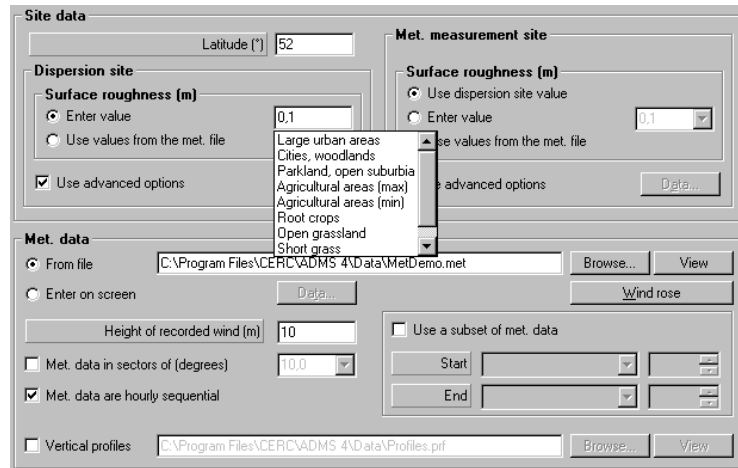 Site data
Latitude (°) 52
Dispersion site
Surface roughness (m)
Enter value 0,1
Use values from the met. file
Large urban areas
Cities, woodlands
Parkland, open suburbia
Agricultural areas (max)
Agricultural areas (min)
Root crops
Open grassland
Short grass
Use advanced options
Met. measurement site
Surface roughness (m)
Use dispersion site value
Enter value 0,1
se values from the met. file
e advanced options Data...
Met. data
From file C:\Program Files\CERC\ADMS 4\Data\MetDemo.met Browse... View
Enter on screen Data... Wind rose
Height of recorded wind (m) 10
Met. data in sectors of (degrees) 10,0
Met. data are hourly sequential
Use a subset of met. data
Start
End
Vertical profiles C:\Program Files\CERC\ADMS 4\Data\Profiles.prf Browse... View